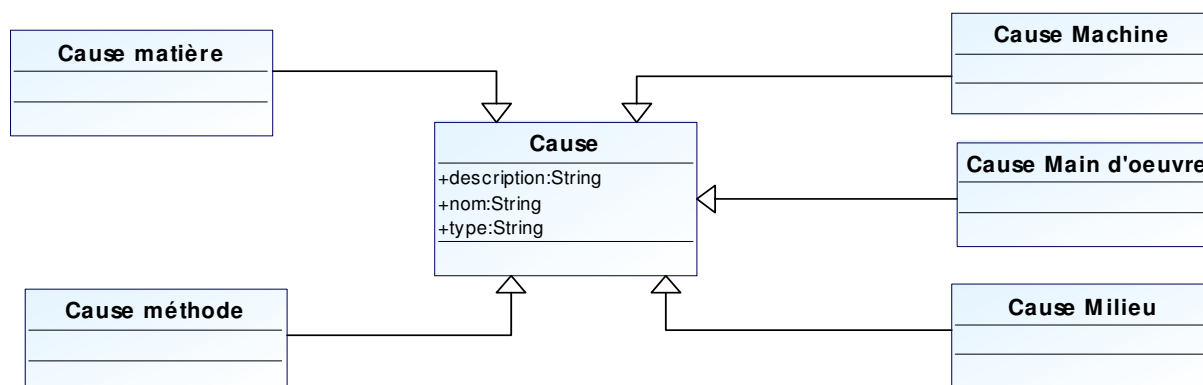 Cause matière
Cause Machine
Cause
+description:String
+nom:String
+type:String
Cause Main d'oeuvre
Cause méthode
Cause Milieu